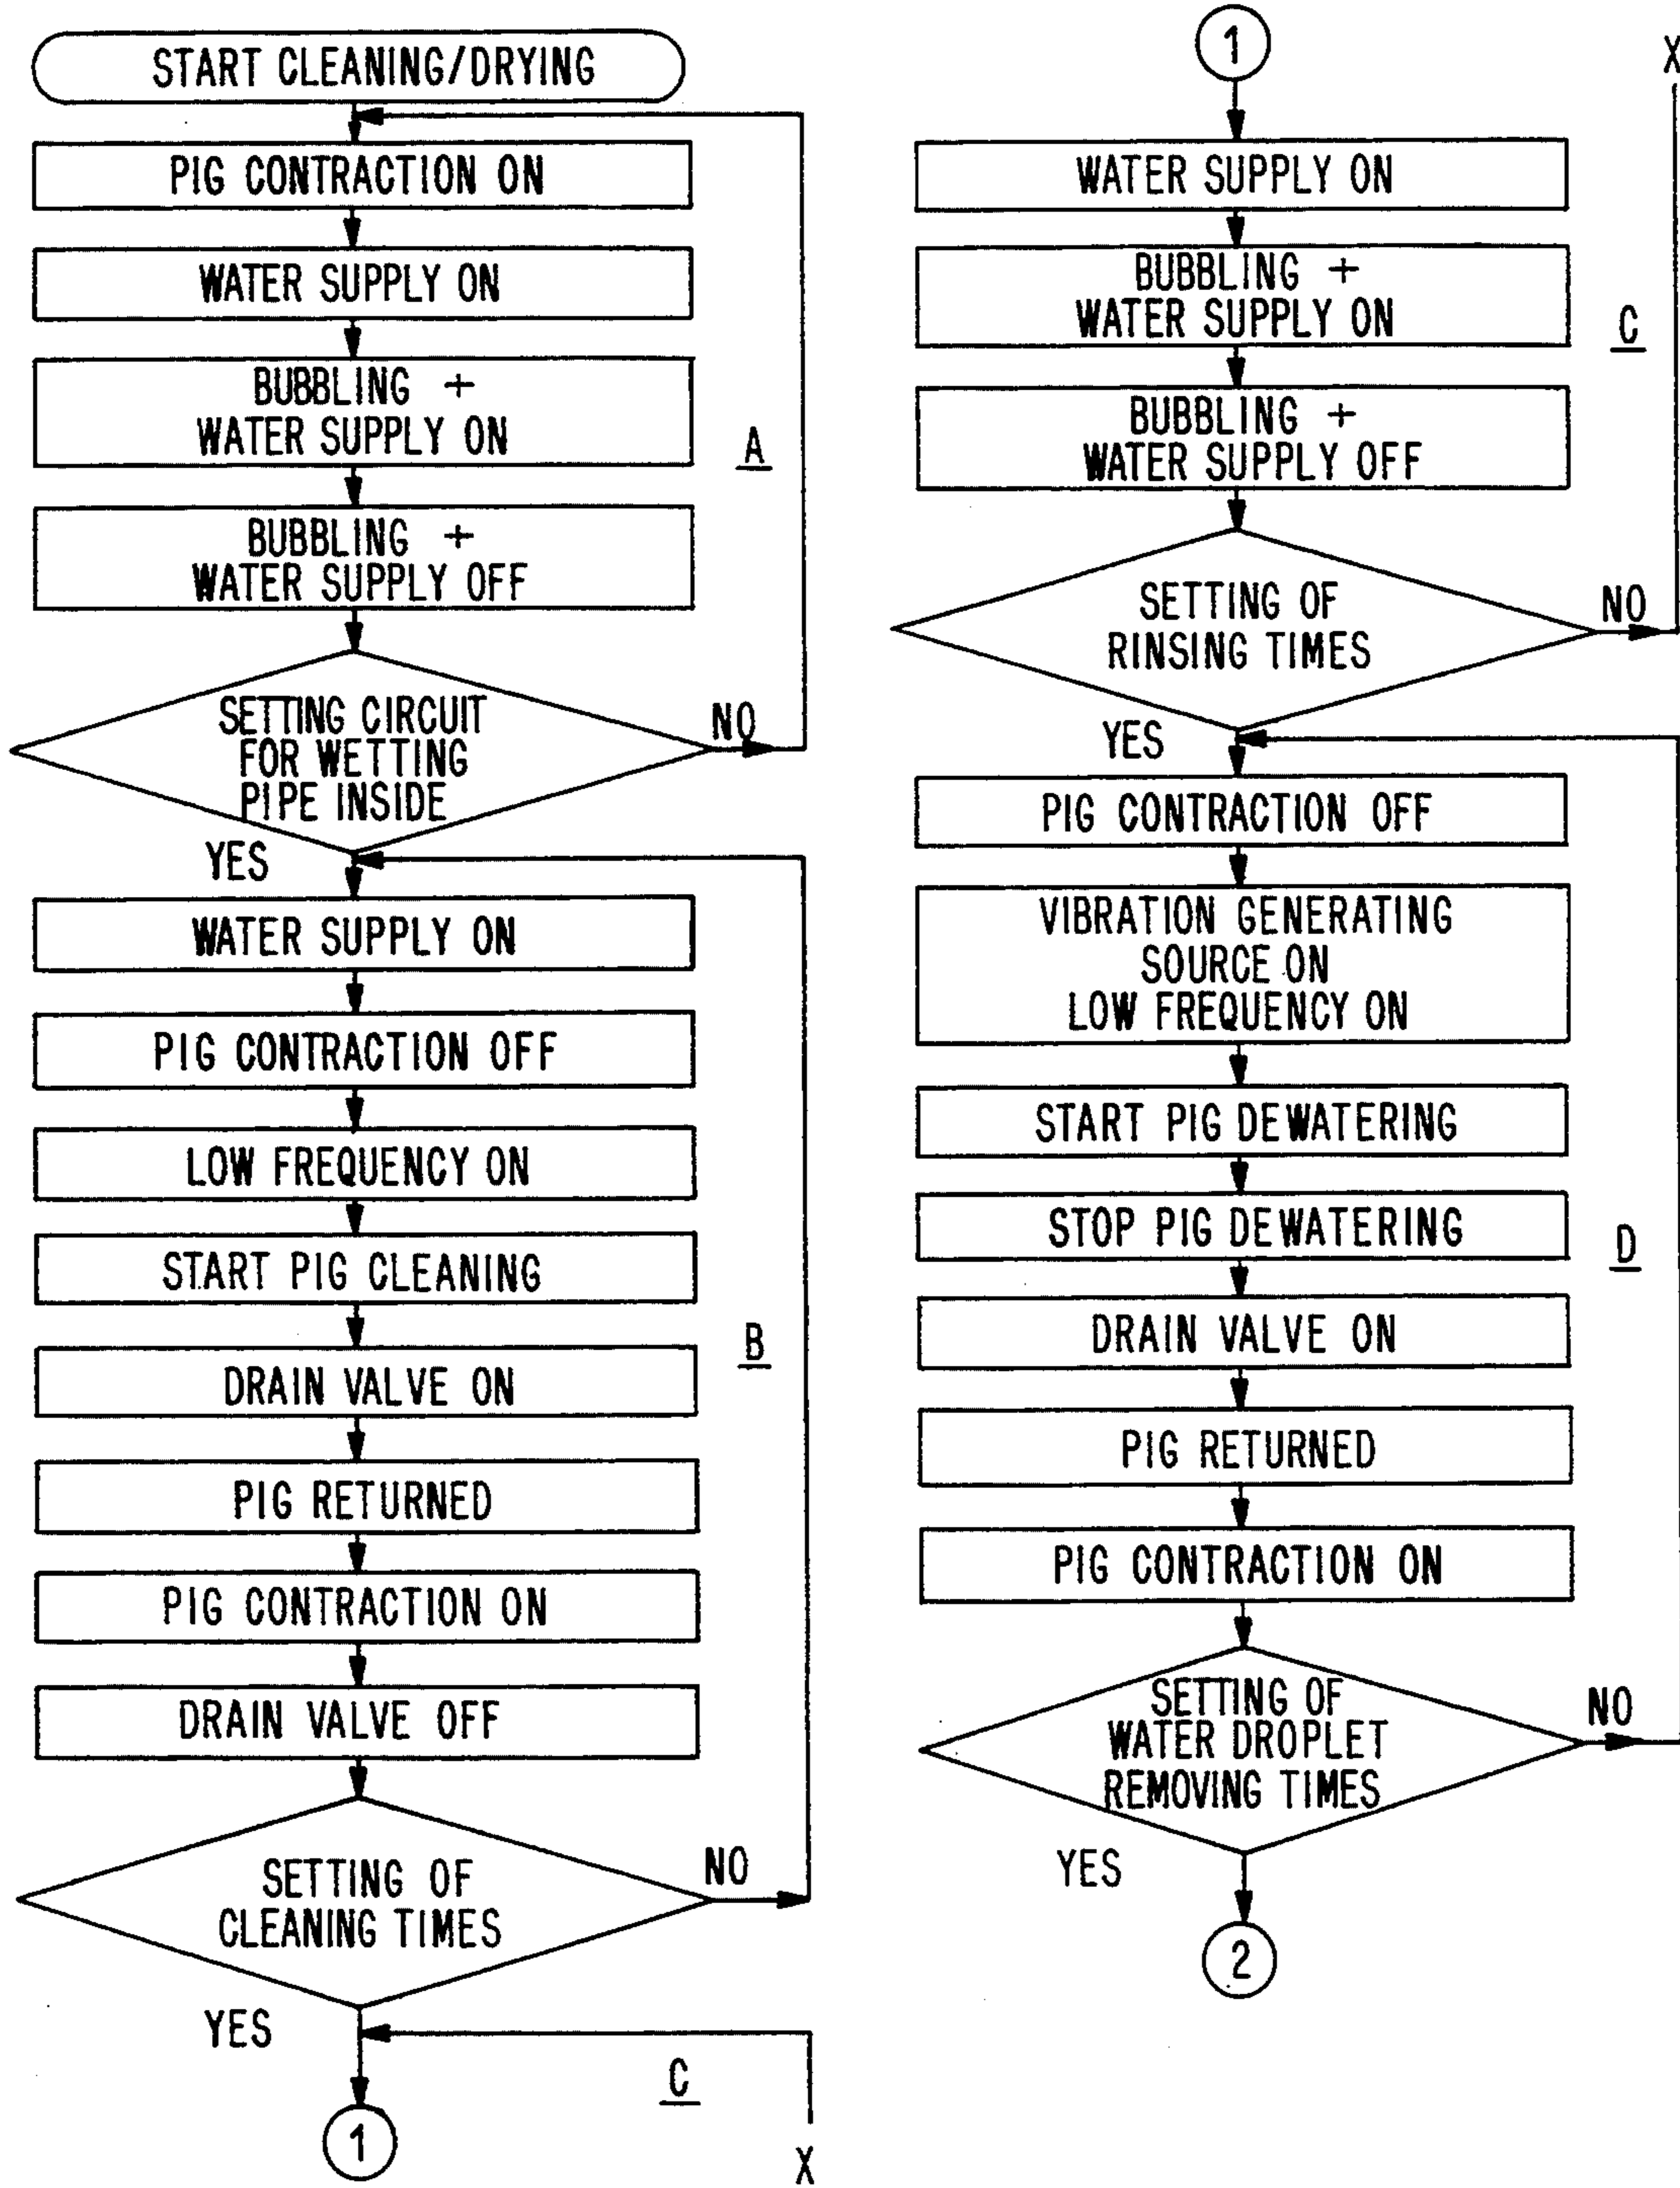 START CLEANING/DRYING
PIG CONTRACTION ON
WATER SUPPLY ON
BUBBLING +
WATER SUPPLY ON
A
BUBBLING +
WATER SUPPLY OFF
SETTING CIRCUIT
FOR WETTING
PIPE INSIDE
NO
YES
WATER SUPPLY ON
PIG CONTRACTION OFF
LOW FREQUENCY ON
START PIG CLEANING
B
DRAIN VALVE ON
PIG RETURNED
PIG CONTRACTION ON
DRAIN VALVE OFF
SETTING OF
CLEANING TIMES
NO
YES
C
1
X
1
X
WATER SUPPLY ON
BUBBLING +
WATER SUPPLY ON
C
BUBBLING +
WATER SUPPLY OFF
SETTING OF
RINSING TIMES
NO
YES
PIG CONTRACTION OFF
VIBRATION GENERATING
SOURCE ON
LOW FREQUENCY ON
START PIG DEWATERING
STOP PIG DEWATERING
D
DRAIN VALVE ON
PIG RETURNED
PIG CONTRACTION ON
SETTING OF
WATER DROPLET
REMOVING TIMES
NO
YES
2